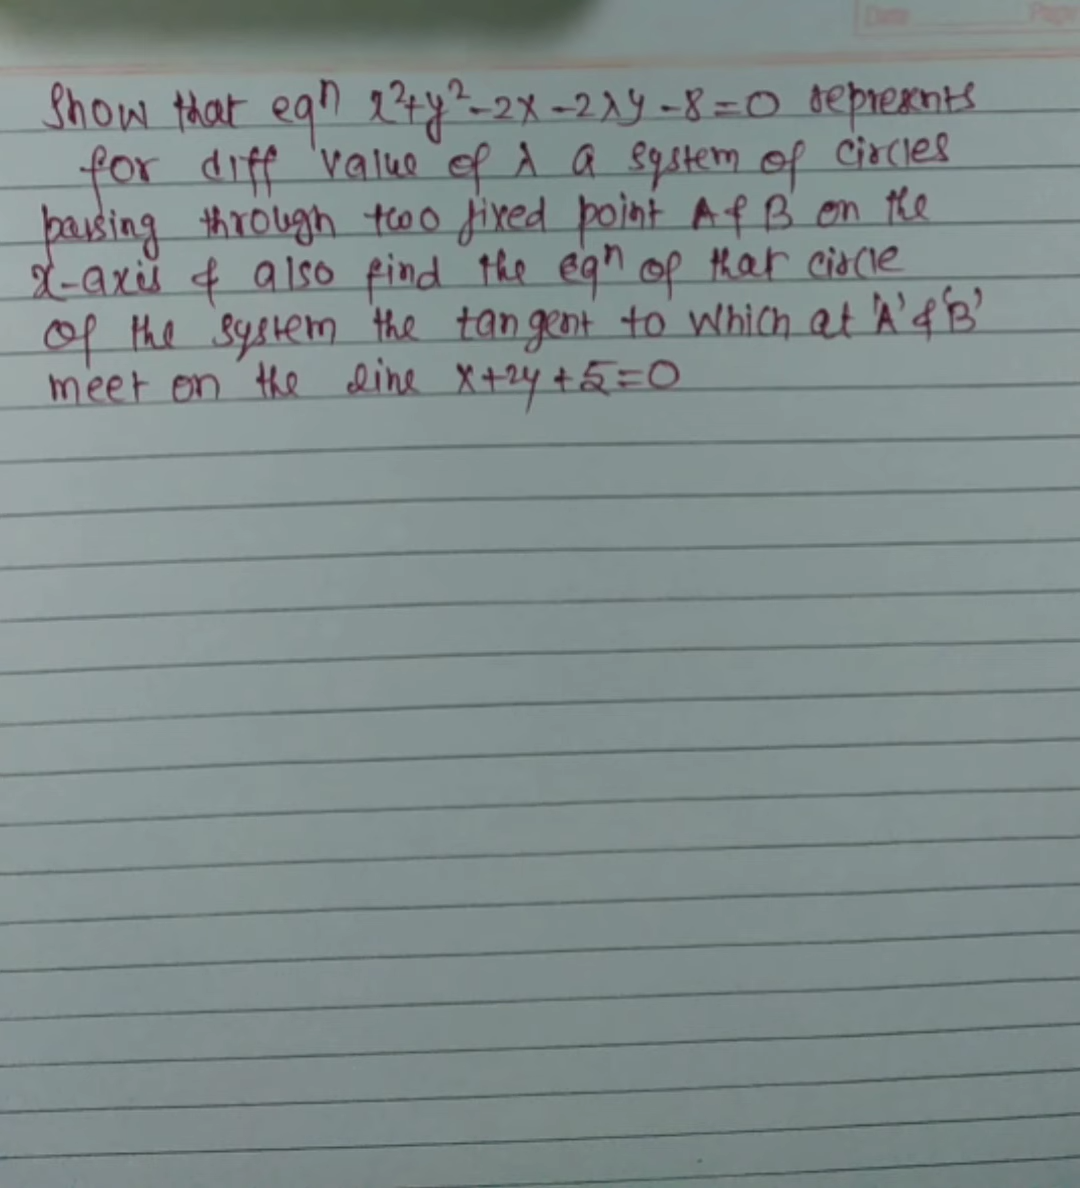 Date Page
Show that eqn x²+y²-2x-2λy-8=0 represents
for diff value of λ a system of circles
passing through two fixed point A & B on the
x-axis & also find the eqn of that circle
of the system the tangent to which at 'A' & 'B'
meet on the line x+2y+5=0